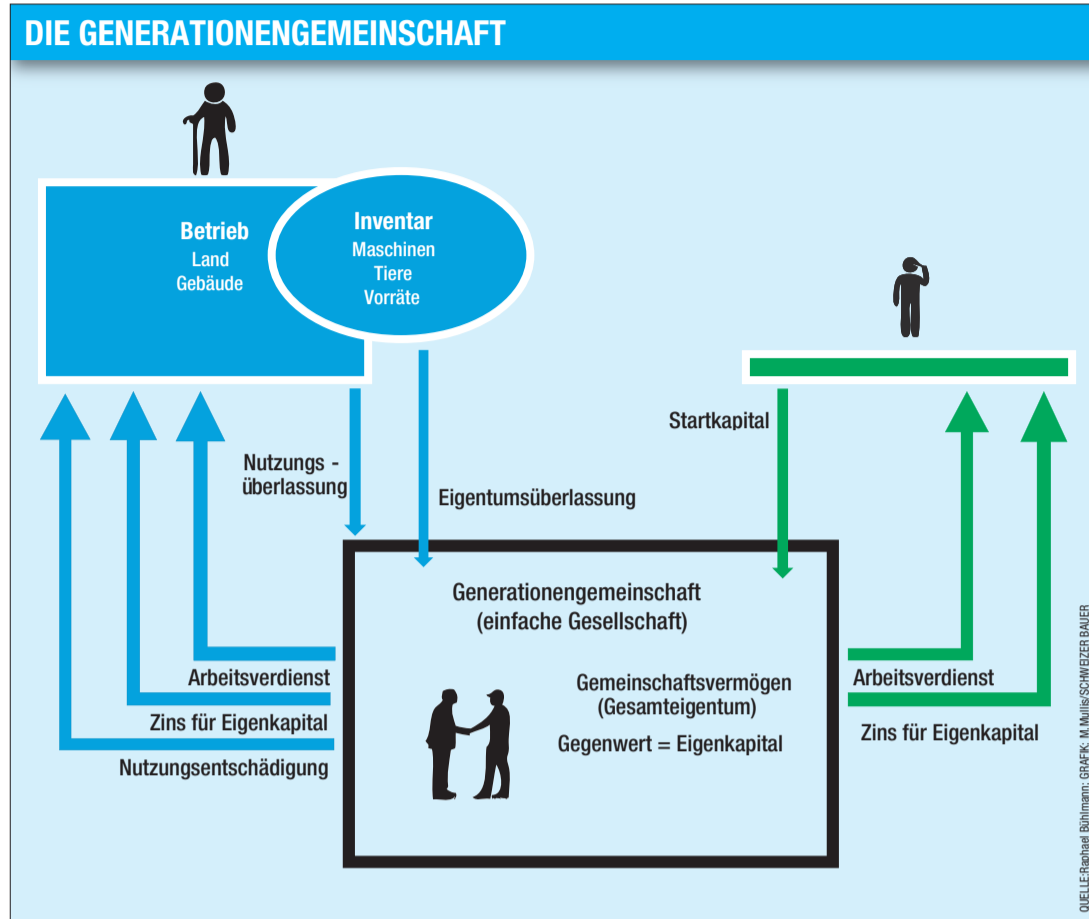 DIE GENERATIONENGEMEINSCHAFT
Betrieb
Land
Gebäude
Inventar
Maschinen
Tiere
Vorräte
Startkapital
Nutzungs -
überlassung
Eigentumsüberlassung
Generationengemeinschaft
(einfache Gesellschaft)
Gemeinschaftsvermögen
(Gesamteigentum)
Gegenwert = Eigenkapital
Arbeitsverdienst
Zins für Eigenkapital
Nutzungsentschädigung
Arbeitsverdienst
Zins für Eigenkapital
QUELLE:Raphael Bühlmann: GRAFIK: M.Mullis/SCHWEIZER BAUER